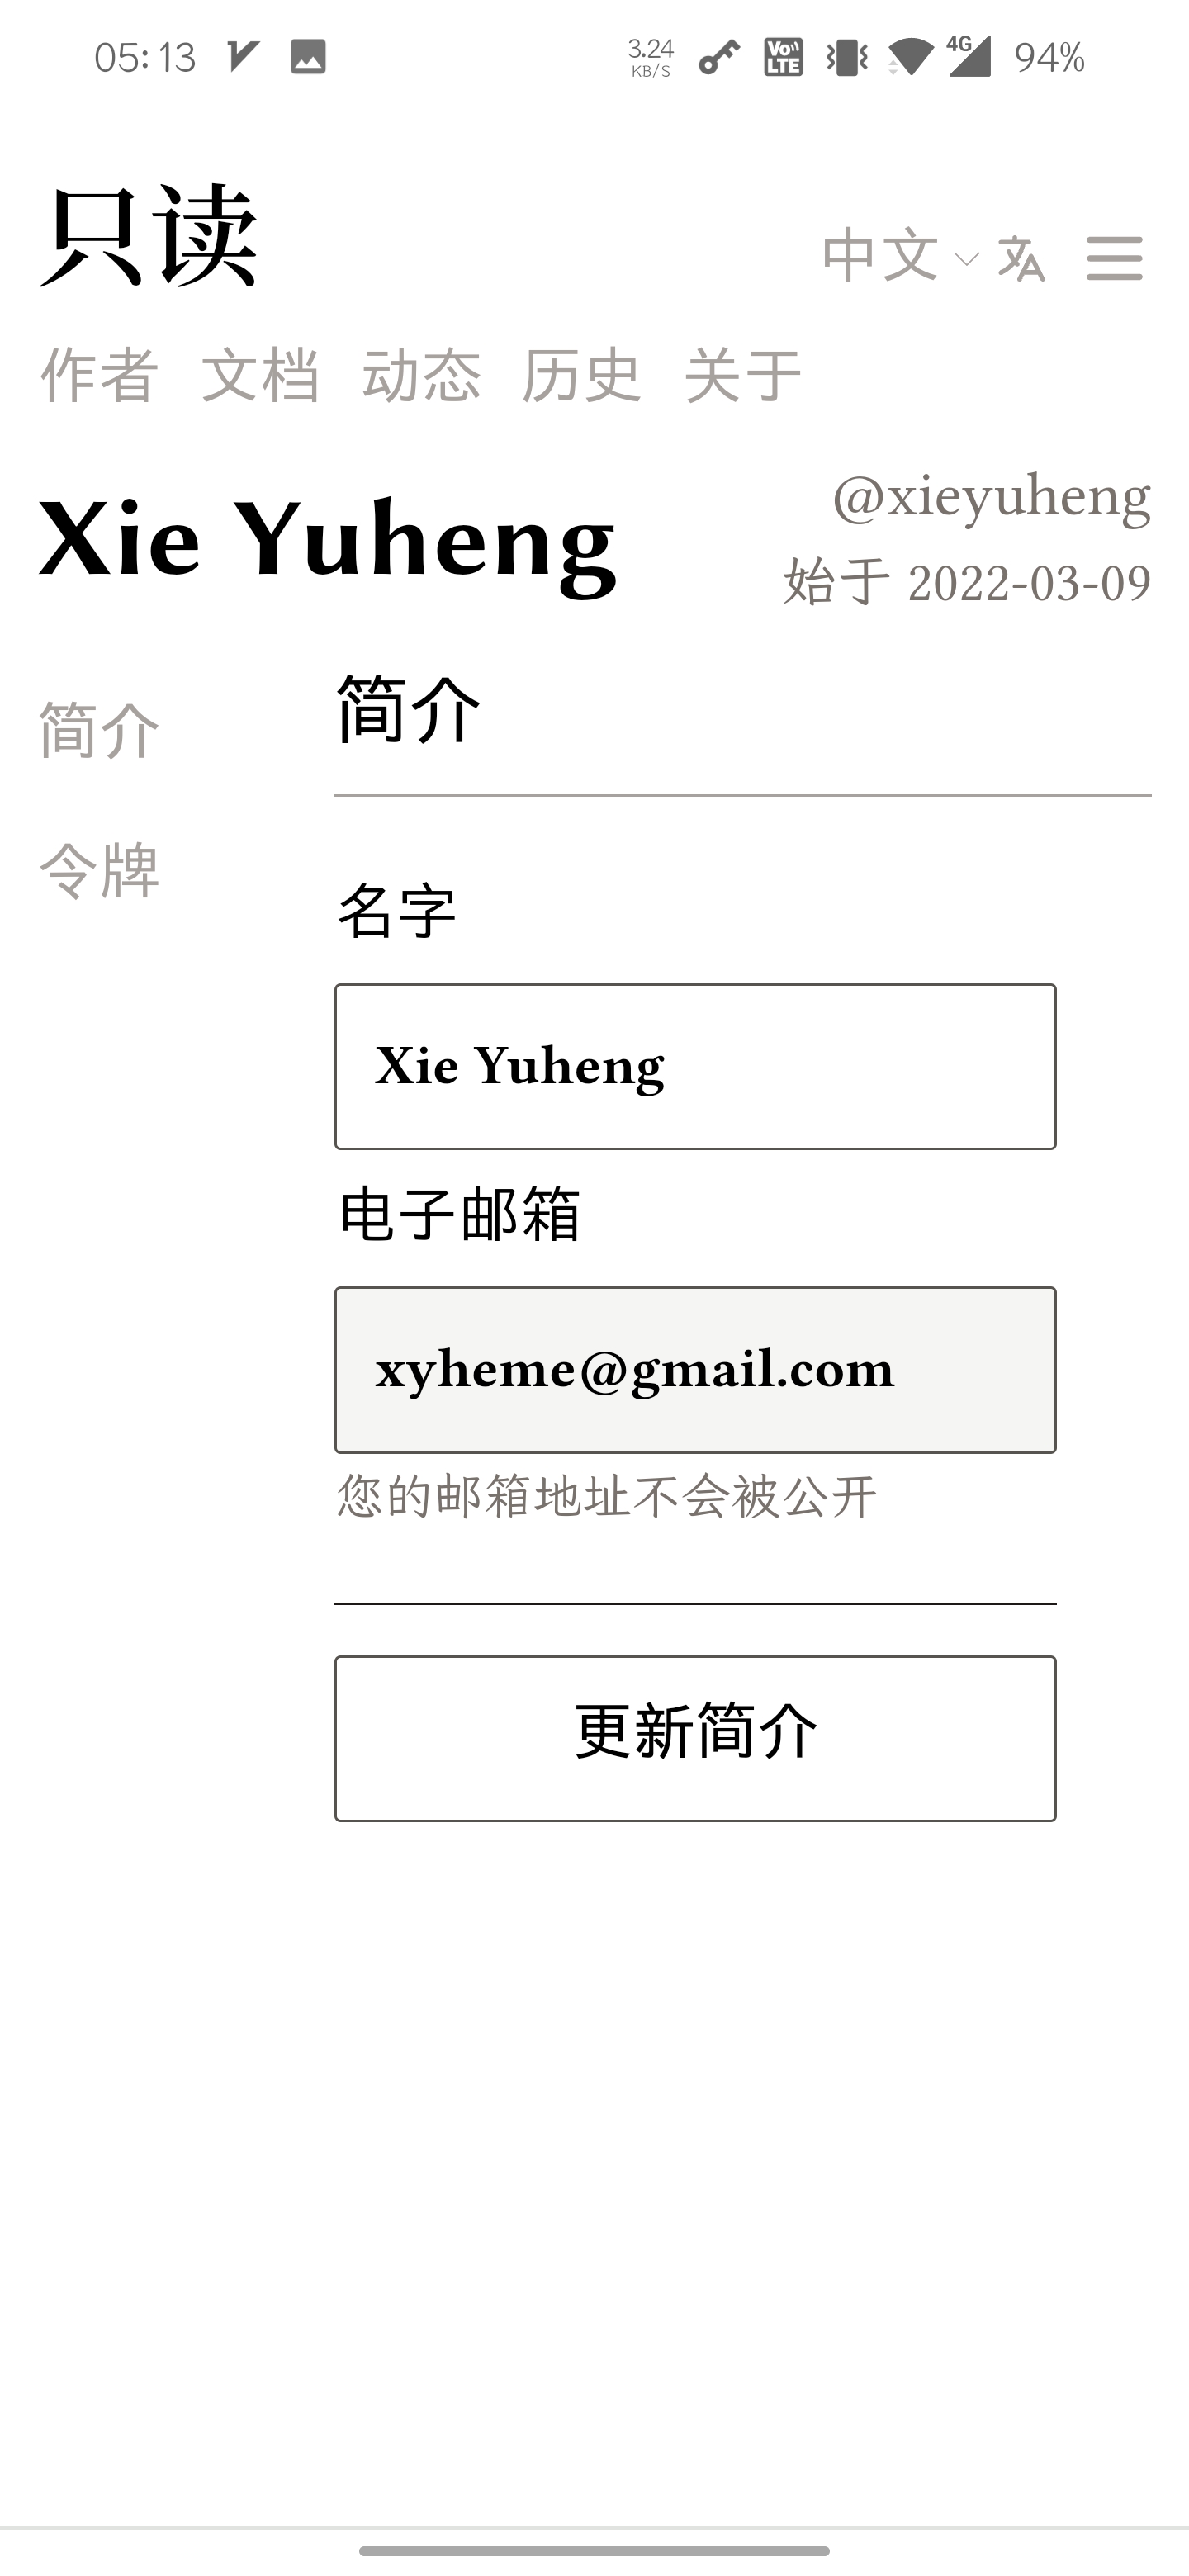 05:13 3.24 KB/S Vo LTE 4G 94%
只读
中文
作者 文档 动态 历史 关于
Xie Yuheng
@xieyuheng
始于 2022-03-09
简介
令牌
简介
名字
Xie Yuheng
电子邮箱
xyheme@gmail.com
您的邮箱地址不会被公开
更新简介